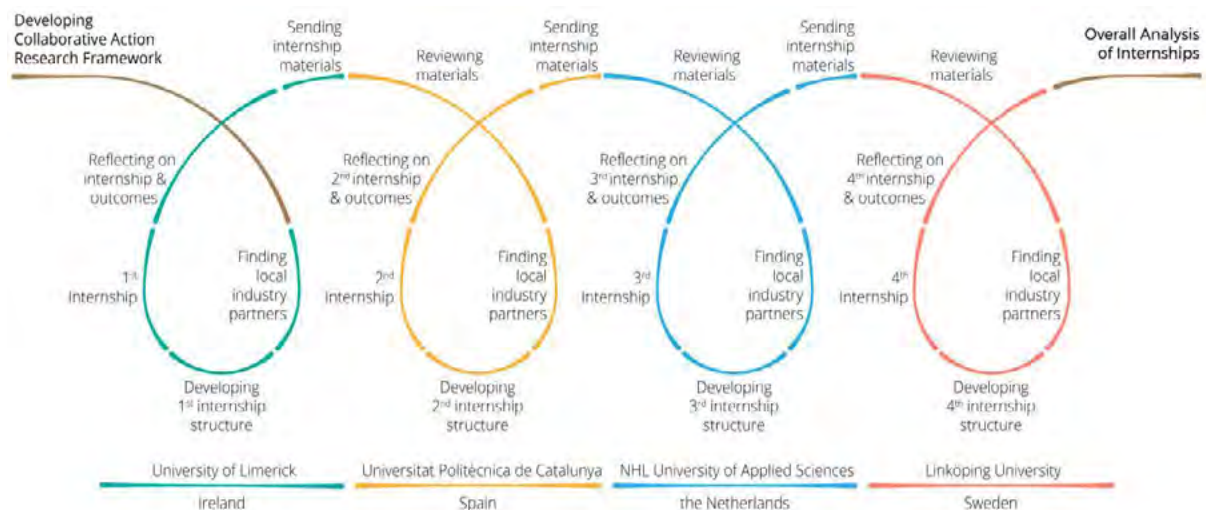 Developing
Collaborative Action
Research Framework
Sending
internship
materials
Reviewing
materials
Sending
internship
materials
Reviewing
materials
Sending
internship
materials
Reviewing
materials
Overall Analysis
of Internships
Reflecting on
internship &
outcomes
Reflecting on
2nd internship
& outcomes
Reflecting on
3rd internship
& outcomes
Reflecting on
4th internship
& outcomes
1st
Internship
Finding
local
industry
partners
2nd
Internship
Finding
local
industry
partners
3rd
Internship
Finding
local
industry
partners
4th
Internship
Finding
local
industry
partners
Developing
1st internship
structure
Developing
2nd internship
structure
Developing
3rd internship
structure
Developing
4th internship
structure
University of Limerick
Ireland
Universitat Politècnica de Catalunya
Spain
NHL University of Applied Sciences
the Netherlands
Linköping University
Sweden